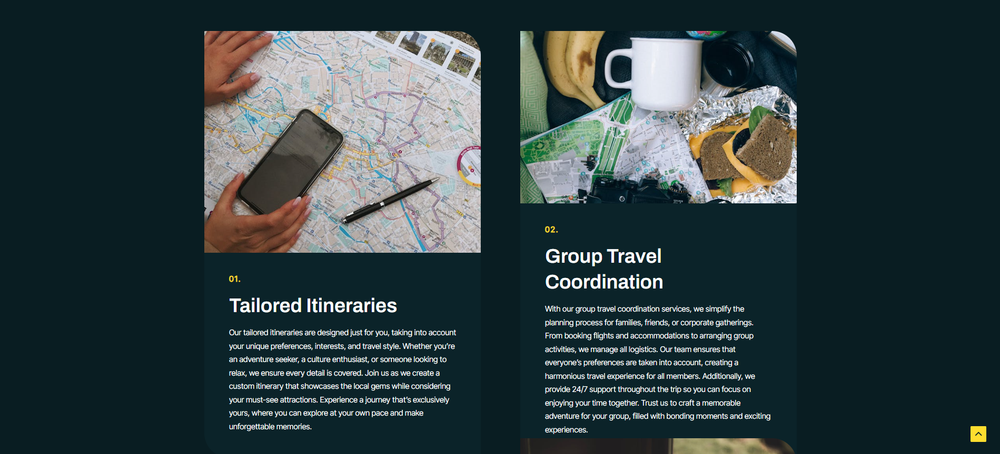 01.
Tailored Itineraries
Our tailored itineraries are designed just for you, taking into account
your unique preferences, interests, and travel style. Whether you’re
an adventure seeker, a culture enthusiast, or someone looking to
relax, we ensure every detail is covered. Join us as we create a
custom itinerary that showcases the local gems while considering
your must-see attractions. Experience a journey that’s exclusively
yours, where you can explore at your own pace and make
unforgettable memories.
02.
Group Travel
Coordination
With our group travel coordination services, we simplify the
planning process for families, friends, or corporate gatherings.
From booking flights and accommodations to arranging group
activities, we manage all logistics. Our team ensures that
everyone’s preferences are taken into account, creating a
harmonious travel experience for all members. Additionally, we
provide 24/7 support throughout the trip so you can focus on
enjoying your time together. Trust us to craft a memorable
adventure for your group, filled with bonding moments and exciting
experiences.